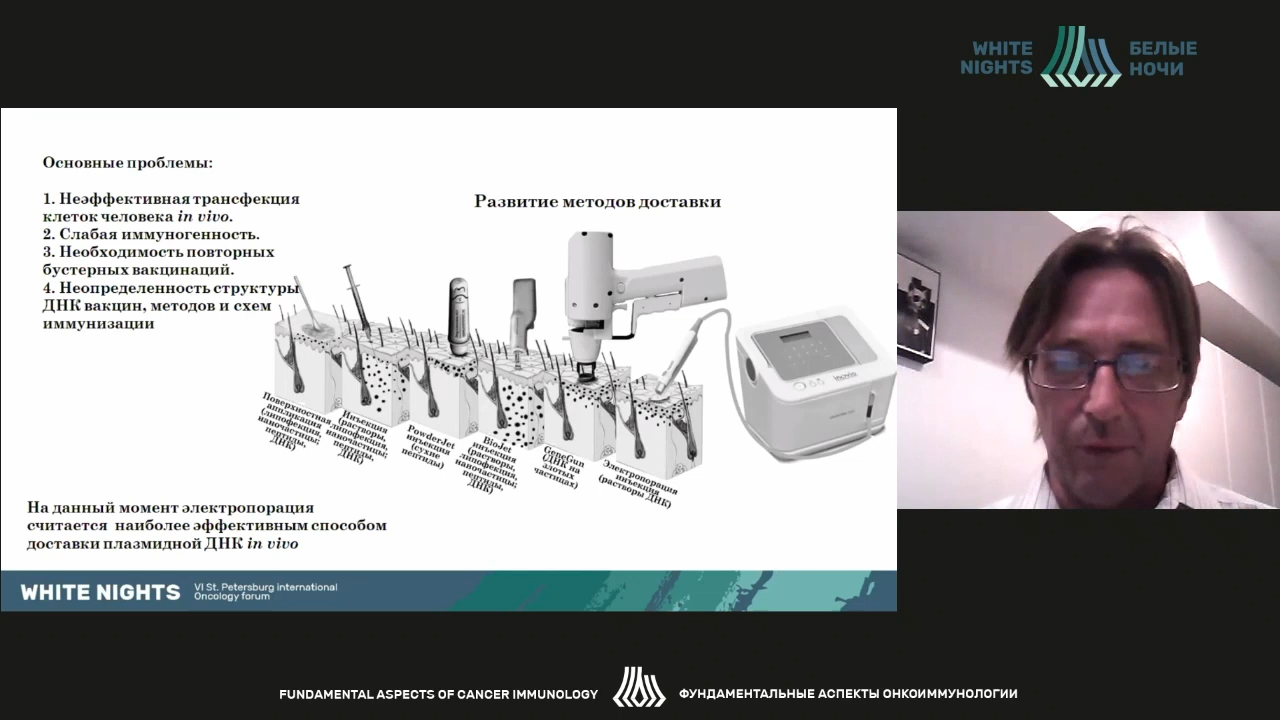 WHITE
NIGHTS
БЕЛЫЕ
НОЧИ
Основные проблемы:
1. Неэффективная трансфекция
клеток человека in vivo.
2. Слабая иммуногенность.
3. Необходимость повторных
бустерных вакцинаций.
4. Неопределенность структуры
ДНК вакцин, методов и схем
иммунизации
Развитие методов доставки
inovio
Поверхностная
аппликация
(липофекция,
наночастицы;
пептиды,
ДНК)
Инъекция
(растворы,
липофекция,
наночастицы;
пептиды,
ДНК)
PowderJet
инъекция
(сухие
пептиды)
BioJet
инъекция
(растворы,
липофекция,
наночастицы;
пептиды,
ДНК)
GeneGun
(ДНК на
золотых
частицах)
Электропорация
инъекция
(растворы ДНК)
На данный момент электропорация
считается наиболее эффективным способом
доставки плазмидной ДНК in vivo
WHITE NIGHTS
VI St. Petersburg international
Oncology forum
FUNDAMENTAL ASPECTS OF CANCER IMMUNOLOGY
ФУНДАМЕНТАЛЬНЫЕ АСПЕКТЫ ОНКОИММУНОЛОГИИ